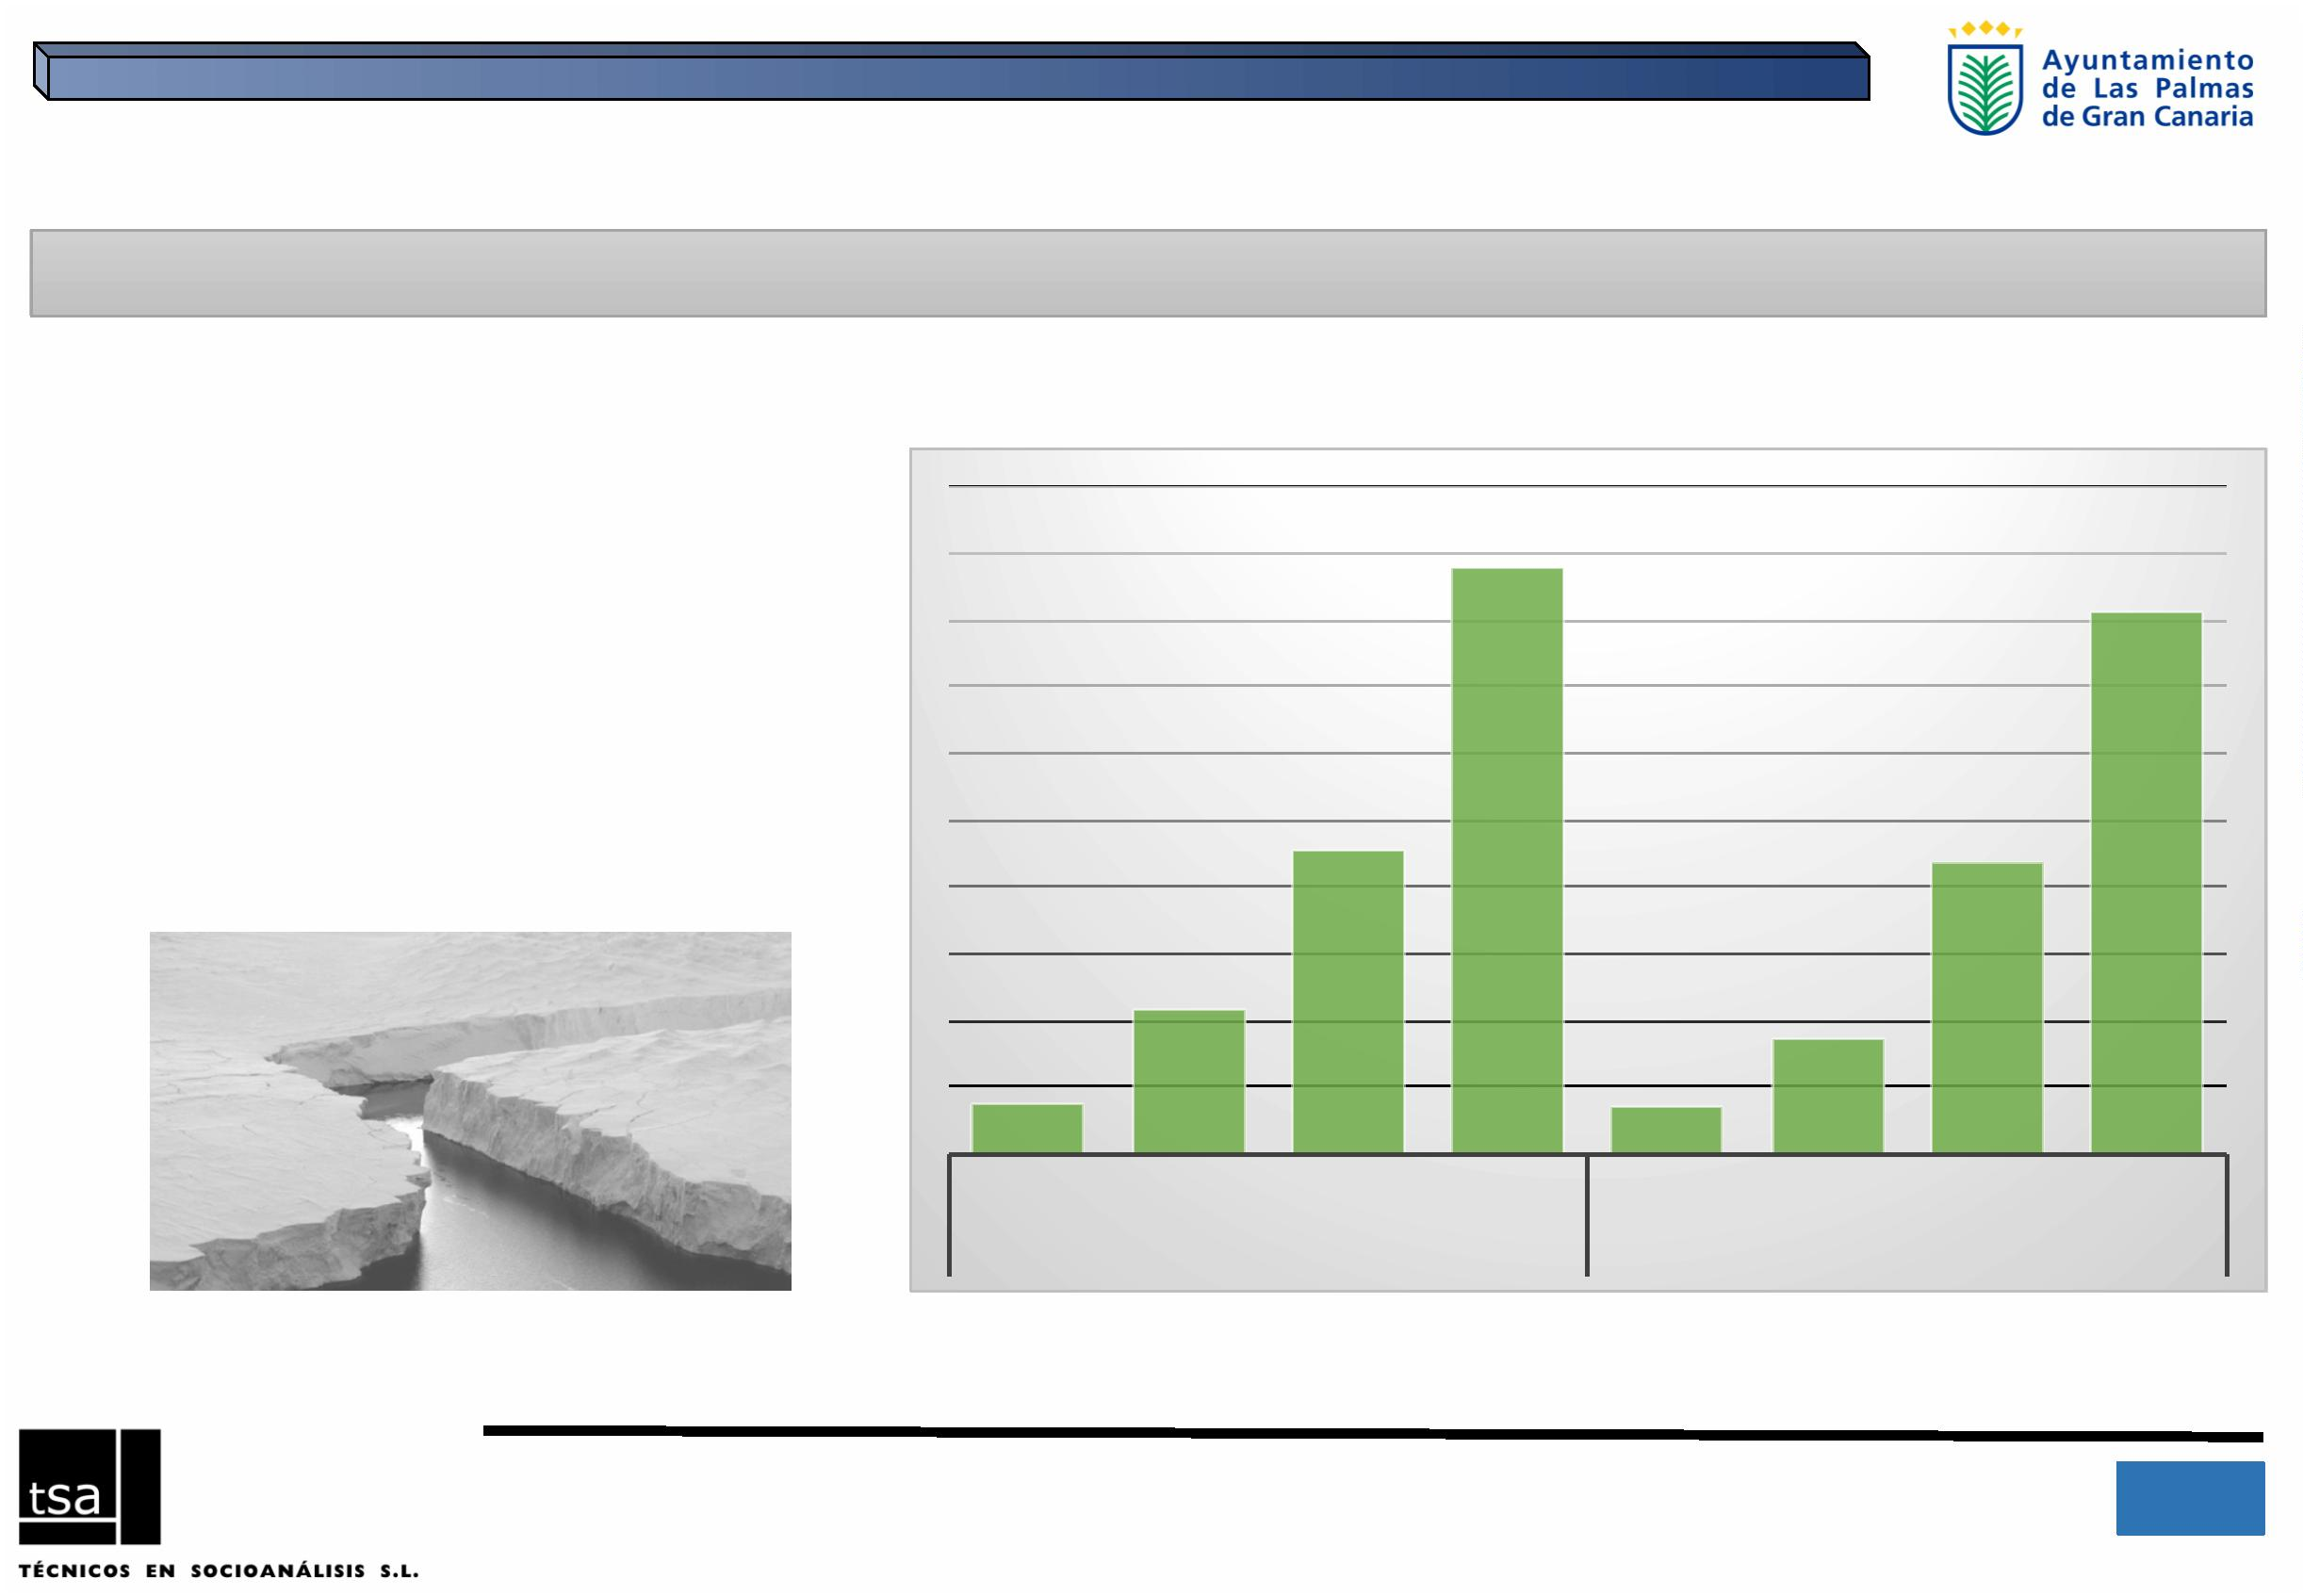 Ayuntamiento
de Las Palmas
de Gran Canaria
tsa
TÉCNICOS EN SOCIOANÁLISIS S.L.